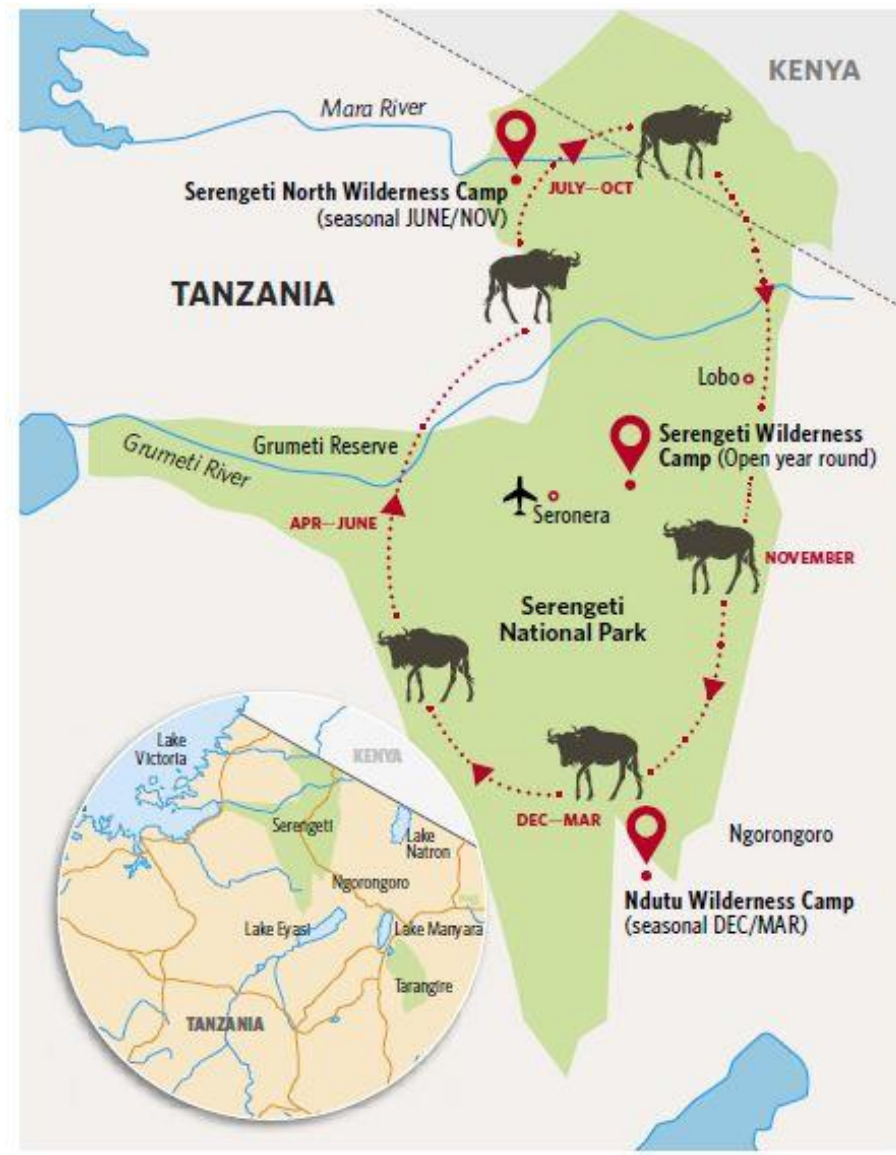 KENYA
Mara River
Serengeti North Wilderness Camp
(seasonal JUNE/NOV)
JULY—OCT
TANZANIA
Lobo
Grumeti Reserve
Grumeti River
Serengeti Wilderness
Camp (Open year round)
Seronera
APR—JUNE
NOVEMBER
Serengeti
National Park
DEC—MAR
Ngorongoro
Ndutu Wilderness Camp
(seasonal DEC/MAR)
Lake
Victoria
KENYA
Serengeti
Lake
Natron
Ngorongoro
Lake Eyasi
Lake Manyara
Tarangire
TANZANIA